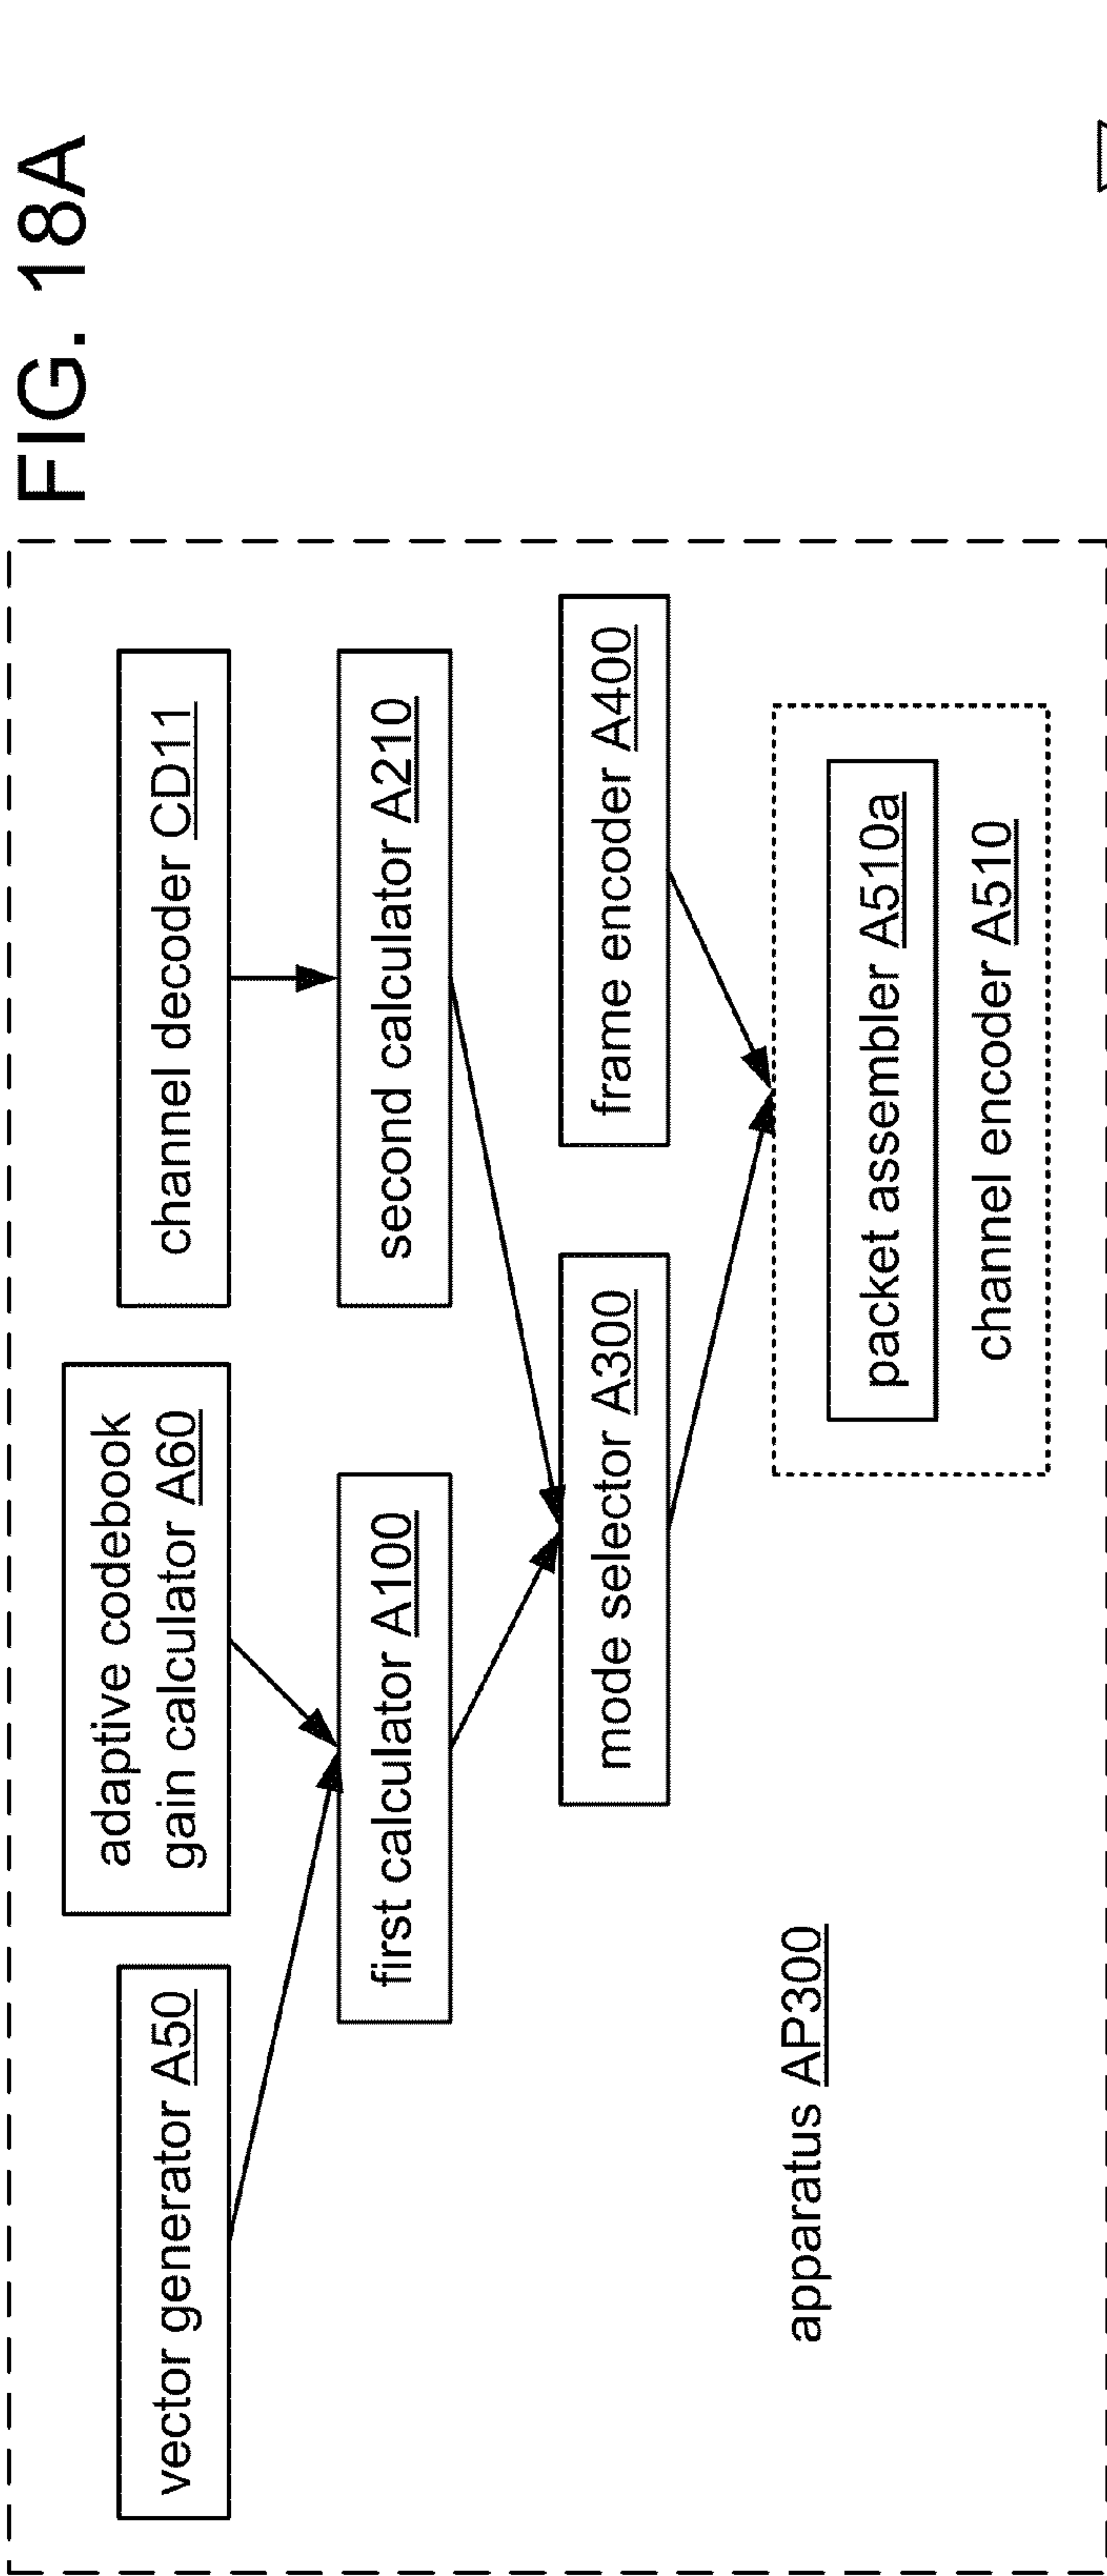 FIG. 18A
vector generator A50
adaptive codebook
gain calculator A60
channel decoder CD11
first calculator A100
second calculator A210
mode selector A300
frame encoder A400
apparatus AP300
packet assembler A510a
channel encoder A510